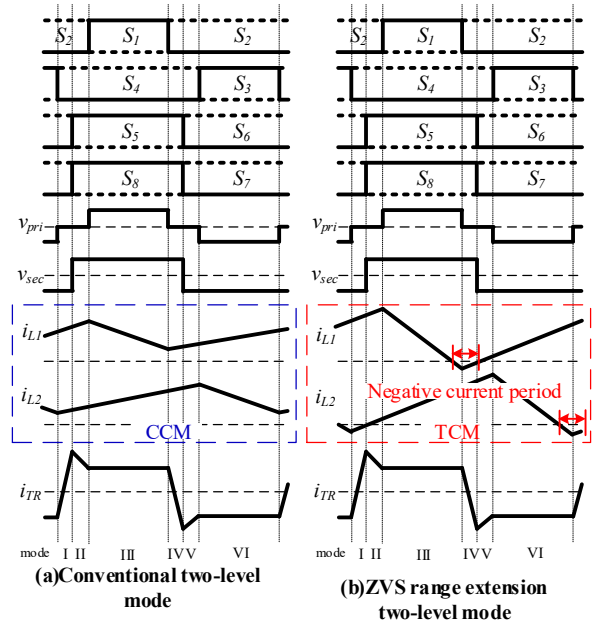 S2 S1 S2
S4 S3
S5 S6
S8 S7
vpri
vsec
iL1
iL2
CCM
iTR
mode I II III IV V VI
(a)Conventional two-level
mode
S2 S1 S2
S4 S3
S5 S6
S8 S7
vpri
vsec
iL1
Negative current period
iL2
TCM
iTR
mode I II III IV V VI
(b)ZVS range extension
two-level mode